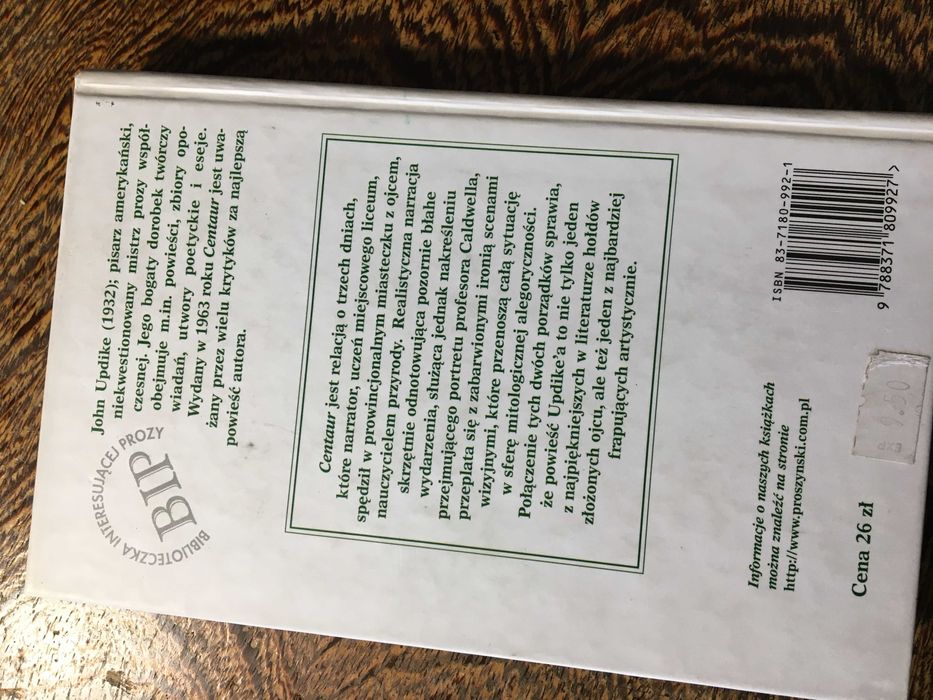 BIBLIOTECZKA INTERESUJĄCEJ PROZY
BIP
John Updike (1932); pisarz amerykański,
niekwestionowany mistrz prozy współ-
czesnej. Jego bogaty dorobek twórczy
obejmuje m.in. powieści, zbiory opo-
wiadań, utwory poetyckie i eseje.
Wydany w 1963 roku Centaur jest uwa-
żany przez wielu krytyków za najlepszą
powieść autora.
Centaur jest relacją o trzech dniach,
które narrator, uczeń miejscowego liceum,
spędził w prowincjonalnym miasteczku z ojcem,
nauczycielem przyrody. Realistyczna narracja
skrzętnie odnotowująca pozornie błahe
wydarzenia, służąca jednak nakreśleniu
przejmującego portretu profesora Caldwella,
przeplata się z zabarwionymi ironią scenami
wizyjnymi, które przenoszą całą sytuację
w sferę mitologicznej alegoryczności.
Połączenie tych dwóch porządków sprawia,
że powieść Updike'a to nie tylko jeden
z najpiękniejszych w literaturze hołdów
złożonych ojcu, ale też jeden z najbardziej
frapujących artystycznie.
Informacje o naszych książkach
można znaleźć na stronie
http://www.proszynski.com.pl
Cena 26 zł
9.50
ISBN 83-7180-992-1
9 788371 809927 >